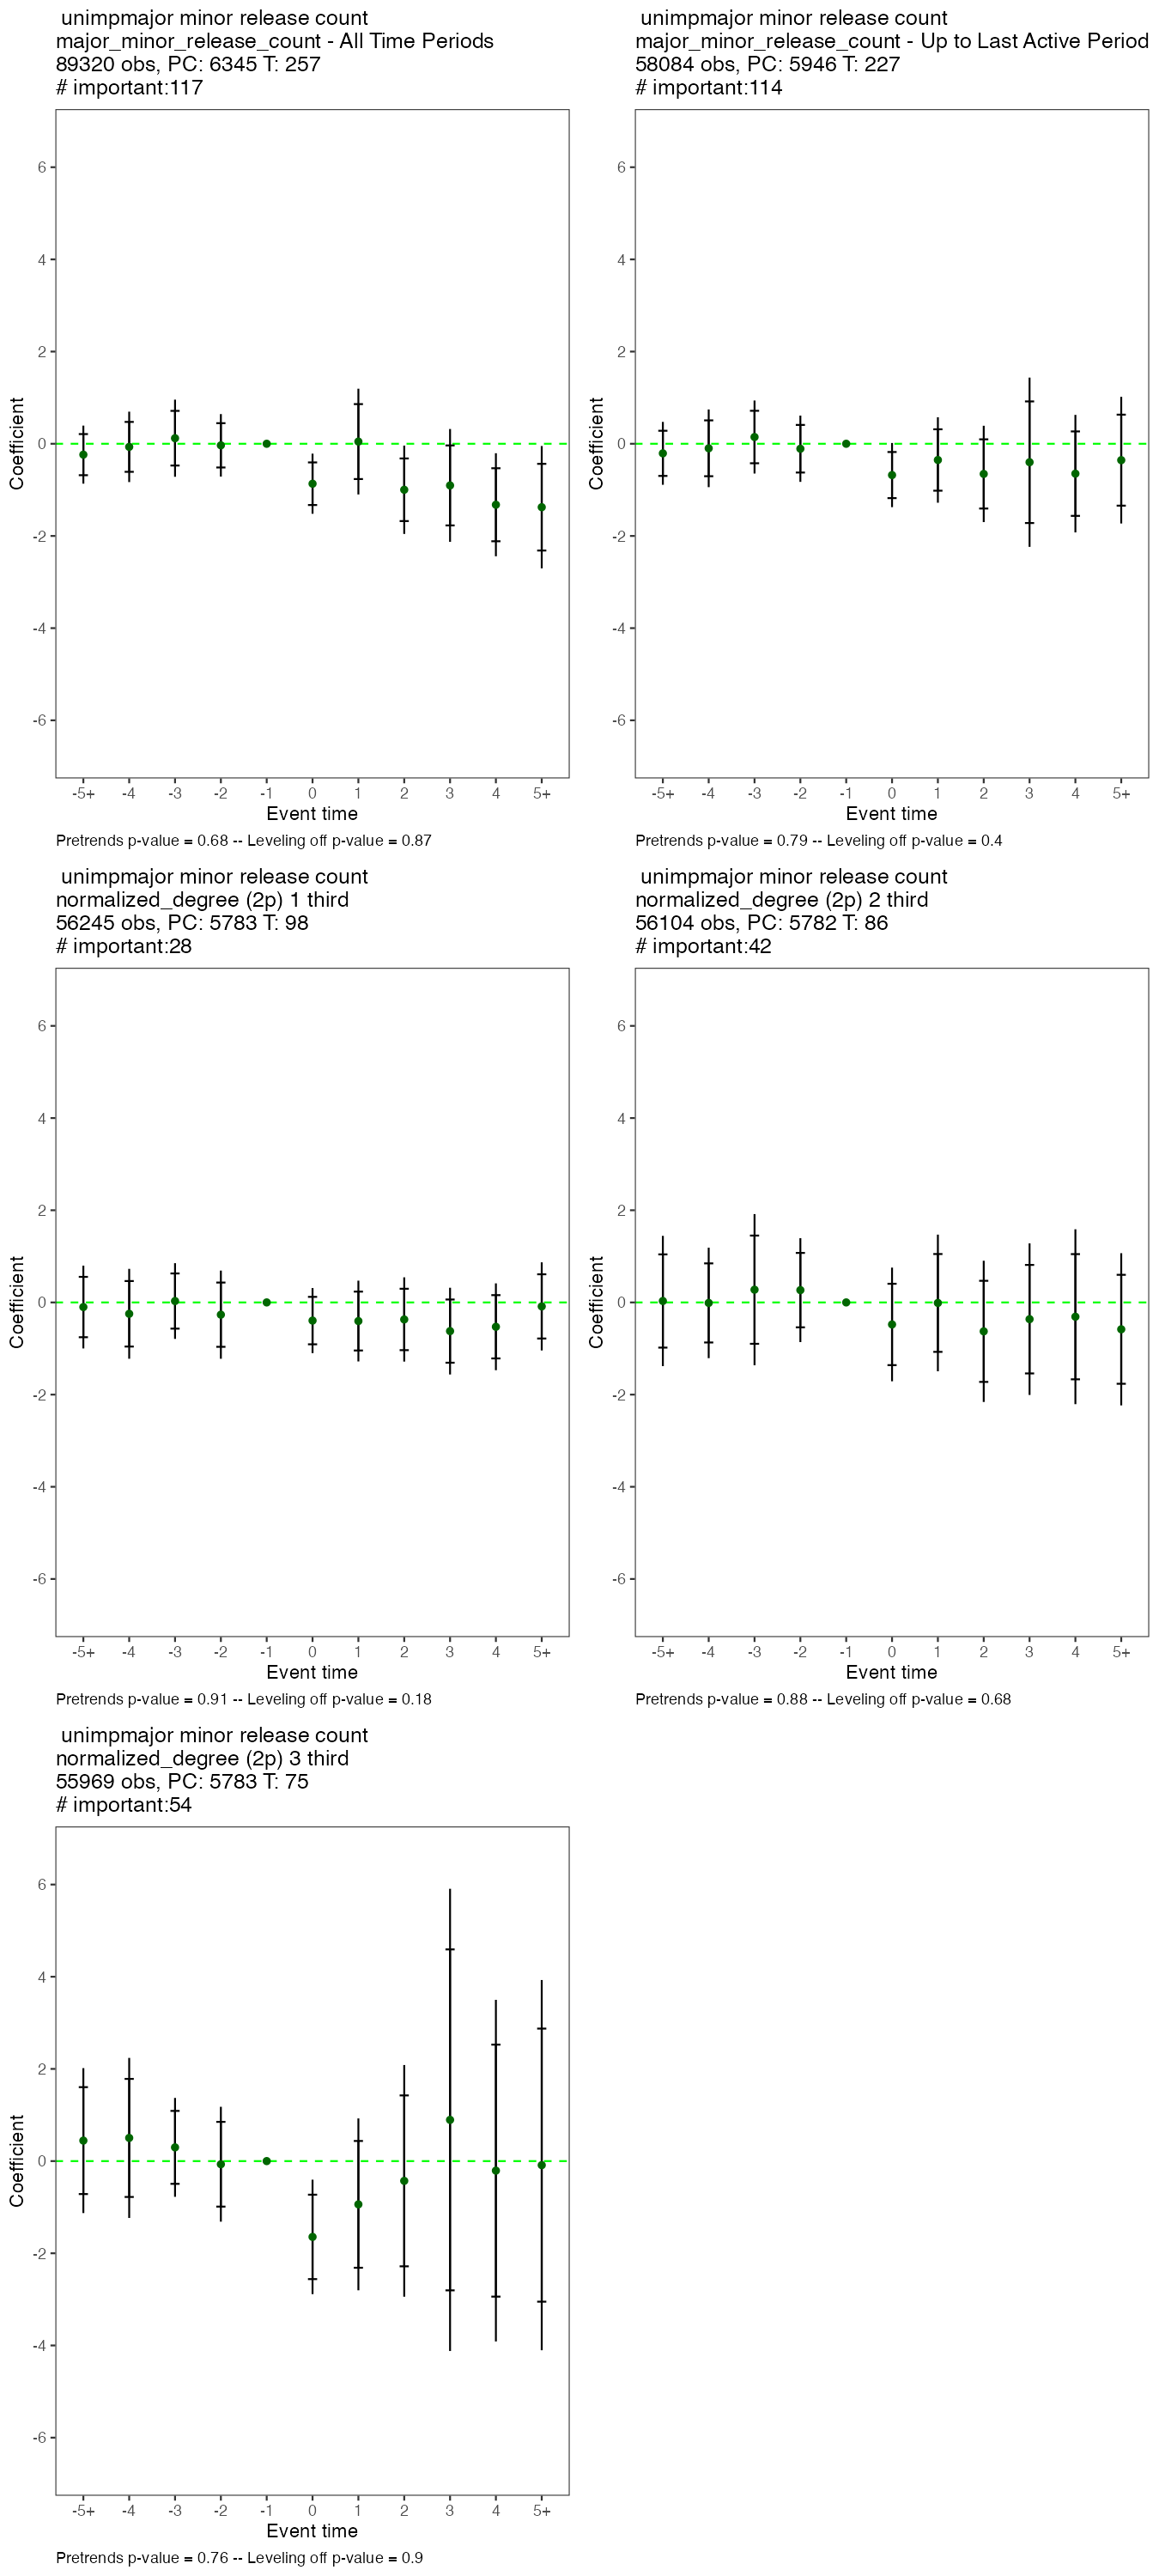 unimpmajor minor release count
major_minor_release_count - All Time Periods
89320 obs, PC: 6345 T: 257
# important:117
6
4
2
0
-2
-4
-6
Coefficient
-5+ -4 -3 -2 -1 0 1 2 3 4 5+
Event time
Pretrends p-value = 0.68 -- Leveling off p-value = 0.87
unimpmajor minor release count
major_minor_release_count - Up to Last Active Period
58084 obs, PC: 5946 T: 227
# important:114
6
4
2
0
-2
-4
-6
Coefficient
-5+ -4 -3 -2 -1 0 1 2 3 4 5+
Event time
Pretrends p-value = 0.79 -- Leveling off p-value = 0.4
unimpmajor minor release count
normalized_degree (2p) 1 third
56245 obs, PC: 5783 T: 98
# important:28
6
4
2
0
-2
-4
-6
Coefficient
-5+ -4 -3 -2 -1 0 1 2 3 4 5+
Event time
Pretrends p-value = 0.91 -- Leveling off p-value = 0.18
unimpmajor minor release count
normalized_degree (2p) 2 third
56104 obs, PC: 5782 T: 86
# important:42
6
4
2
0
-2
-4
-6
Coefficient
-5+ -4 -3 -2 -1 0 1 2 3 4 5+
Event time
Pretrends p-value = 0.88 -- Leveling off p-value = 0.68
unimpmajor minor release count
normalized_degree (2p) 3 third
55969 obs, PC: 5783 T: 75
# important:54
6
4
2
0
-2
-4
-6
Coefficient
-5+ -4 -3 -2 -1 0 1 2 3 4 5+
Event time
Pretrends p-value = 0.76 -- Leveling off p-value = 0.9